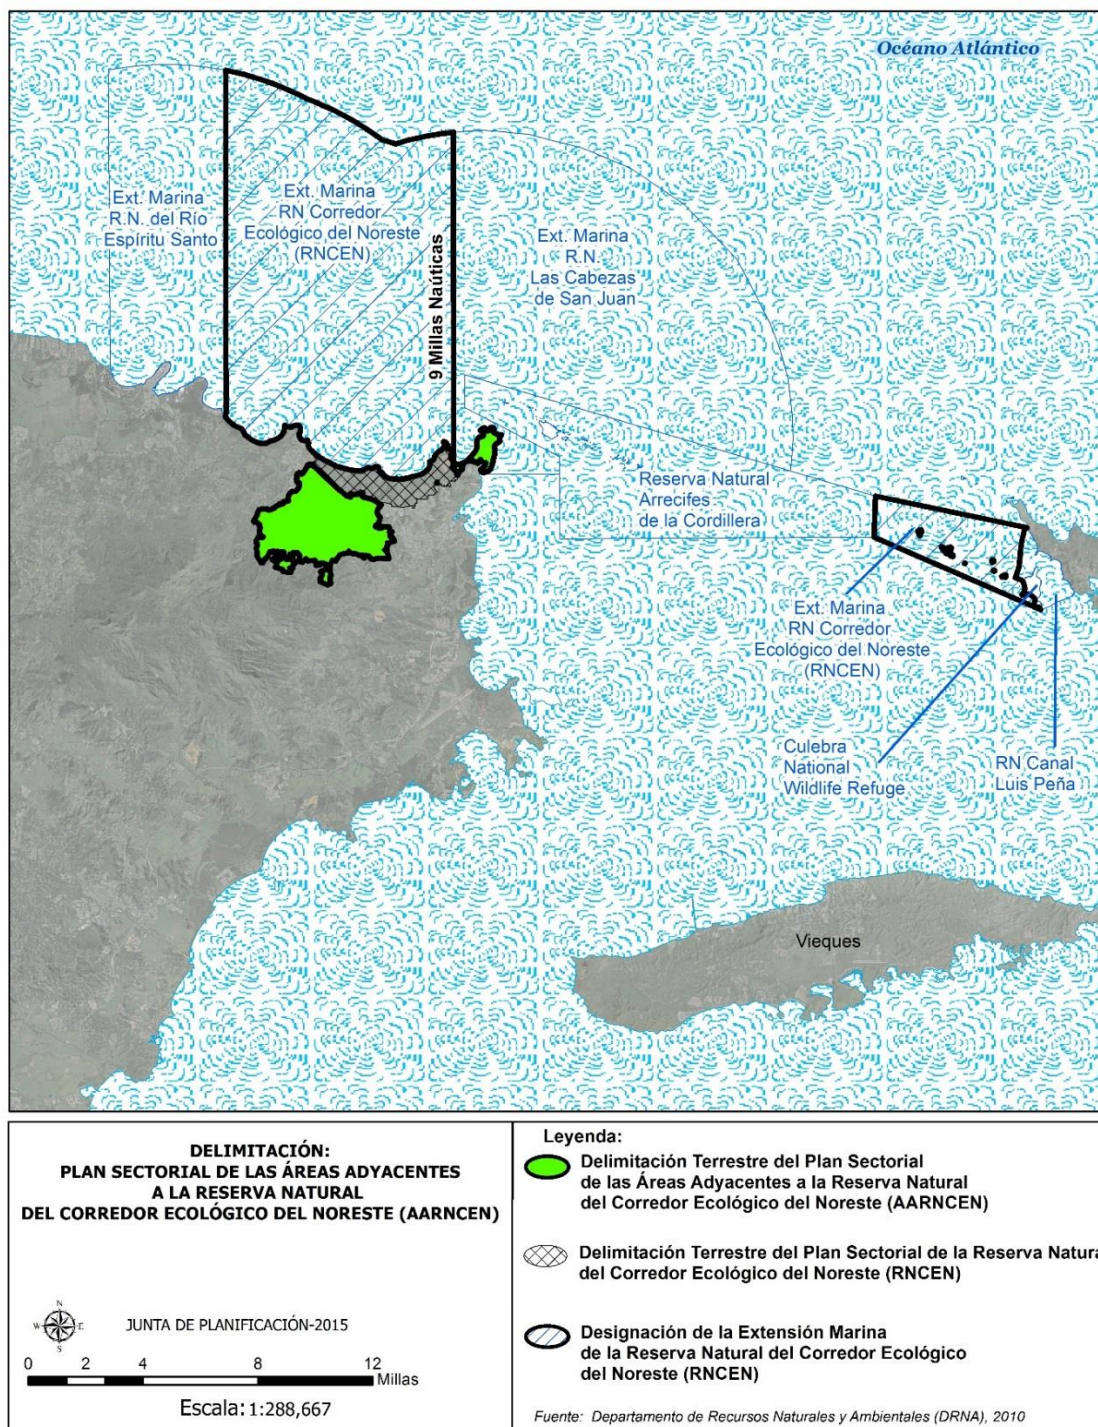 Océano Atlántico
Ext. Marina
R.N. del Río
Espíritu Santo
Ext. Marina
RN Corredor
Ecológico del Noreste
(RNCEN)
9 Millas Naúticas
Ext. Marina
R.N.
Las Cabezas
de San Juan
Reserva Natural
Arrecifes
de la Cordillera
Ext. Marina
RN Corredor
Ecológico del Noreste
(RNCEN)
Culebra
National
Wildlife Refuge
RN Canal
Luis Peña
Vieques
DELIMITACIÓN:
PLAN SECTORIAL DE LAS ÁREAS ADYACENTES
A LA RESERVA NATURAL
DEL CORREDOR ECOLÓGICO DEL NORESTE (AARNCEN)
N
W E
S
JUNTA DE PLANIFICACIÓN-2015
0 2 4 8 12
Millas
Escala: 1:288,667
Leyenda:
Delimitación Terrestre del Plan Sectorial
de las Áreas Adyacentes a la Reserva Natural
del Corredor Ecológico del Noreste (AARNCEN)
Delimitación Terrestre del Plan Sectorial de la Reserva Natura
del Corredor Ecológico del Noreste (RNCEN)
Designación de la Extensión Marina
de la Reserva Natural del Corredor Ecológico
del Noreste (RNCEN)
Fuente: Departamento de Recursos Naturales y Ambientales (DRNA), 2010